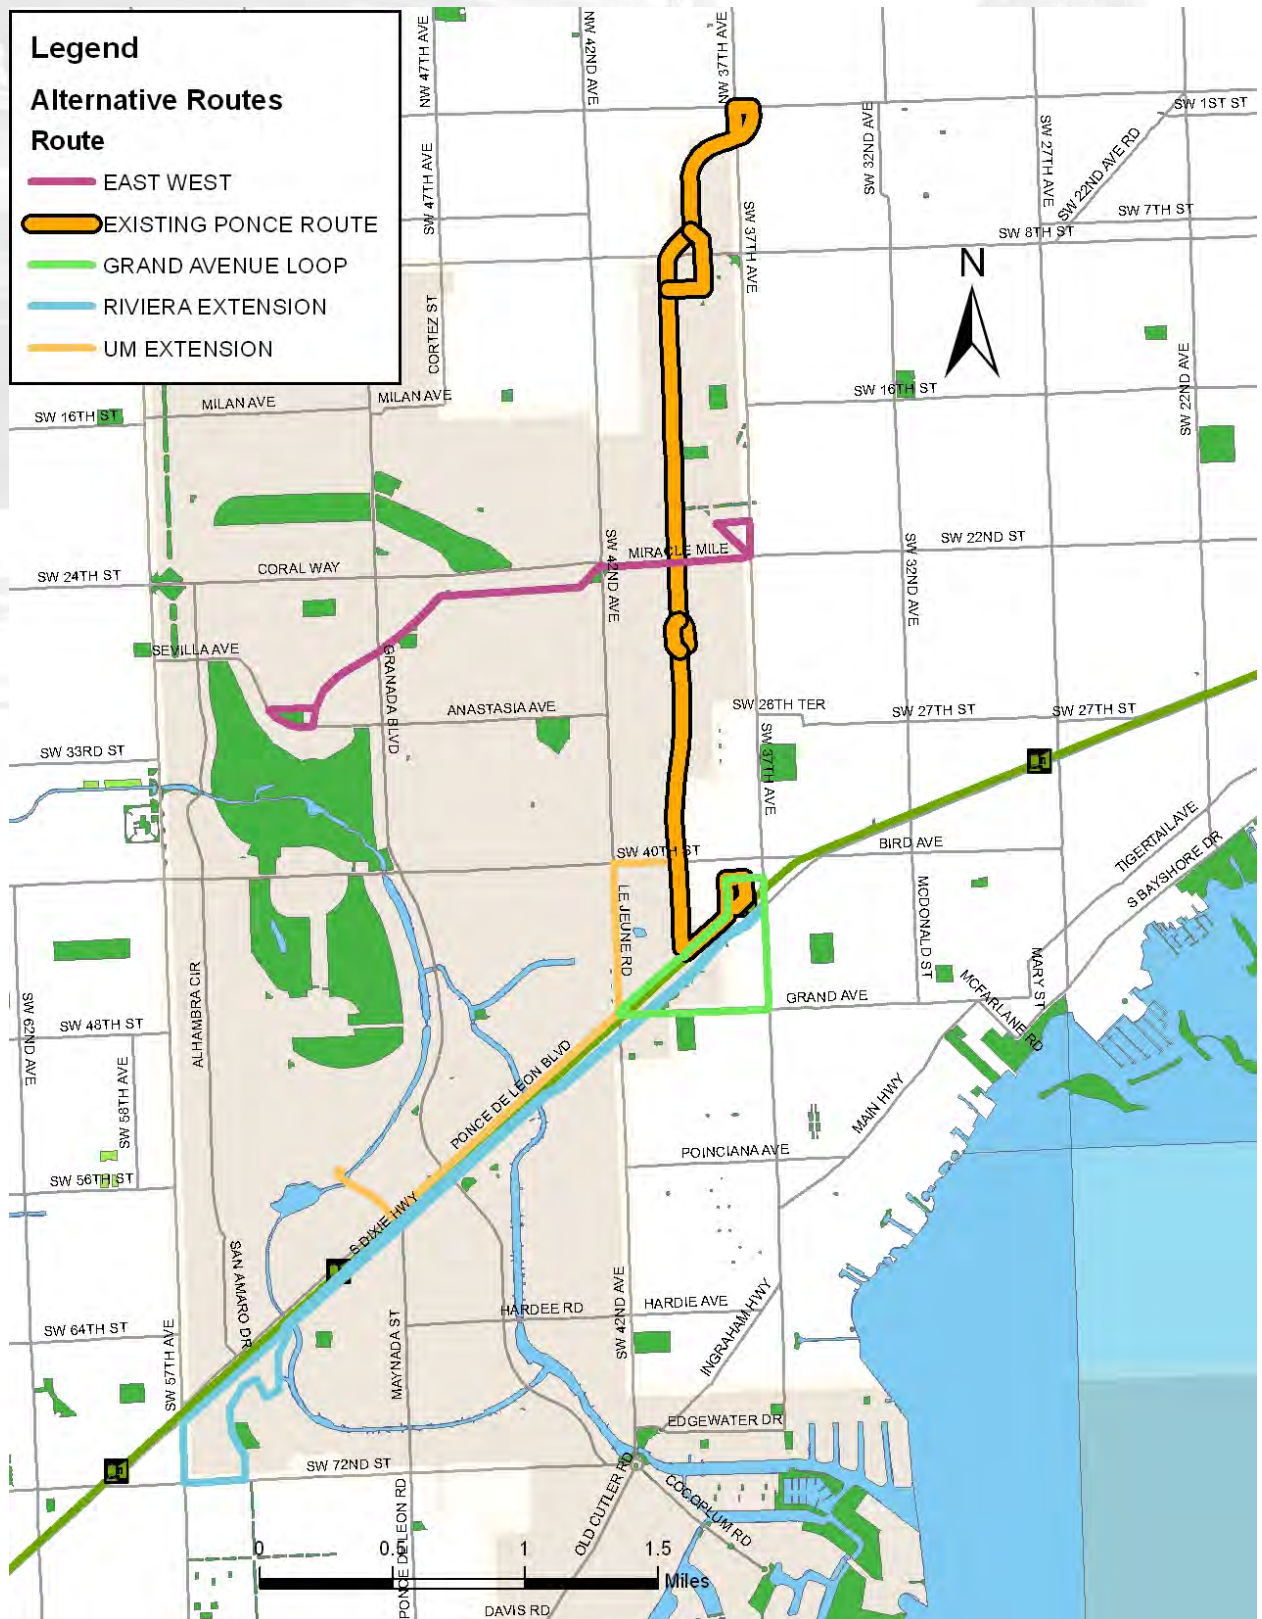 Legend
Alternative Routes
Route
EAST WEST
EXISTING PONCE ROUTE
GRAND AVENUE LOOP
RIVIERA EXTENSION
UM EXTENSION
NW 47TH AVE
NW 42ND AVE
NW 37TH AVE
SW 1ST ST
SW 47TH AVE
SW 32ND AVE
SW 27TH AVE
SW 22ND AVE RD
SW 7TH ST
SW 8TH ST
SW 37TH AVE
N
CORTEZ ST
SW 22ND AVE
SW 16TH ST
MILAN AVE
MILAN AVE
SW 16TH ST
SW 42ND AVE
MIRACLE MILE
SW 32ND AVE
SW 22ND ST
SW 24TH ST
CORAL WAY
SEVILLA AVE
GRANADA BLVD
ANASTASIA AVE
SW 26TH TER
SW 27TH ST
SW 27TH ST
SW 33RD ST
SW 37TH AVE
SW 40TH ST
BIRD AVE
TIGERTAIL AVE
S BAYSHORE DR
LE JEUNE RD
MCDONALD ST
MARY ST
MCFARLANE RD
GRAND AVE
ALHAMBRA CIR
SW 62ND AVE
SW 48TH ST
SW 58TH AVE
PONCE DE LEON BLVD
MAIN HWY
POINCIANA AVE
SW 56TH ST
S DIXIE HWY
SAN AMARO DR
SW 64TH ST
SW 57TH AVE
MAYNADA ST
HARDEE RD
SW 42ND AVE
HARDIE AVE
INGRAHAM HWY
EDGEWATER DR
SW 72ND ST
PONCE DE LEON RD
OLD CUTLER RD
COCOPLUM RD
0 0.5 1 1.5
Miles
DAVIS RD